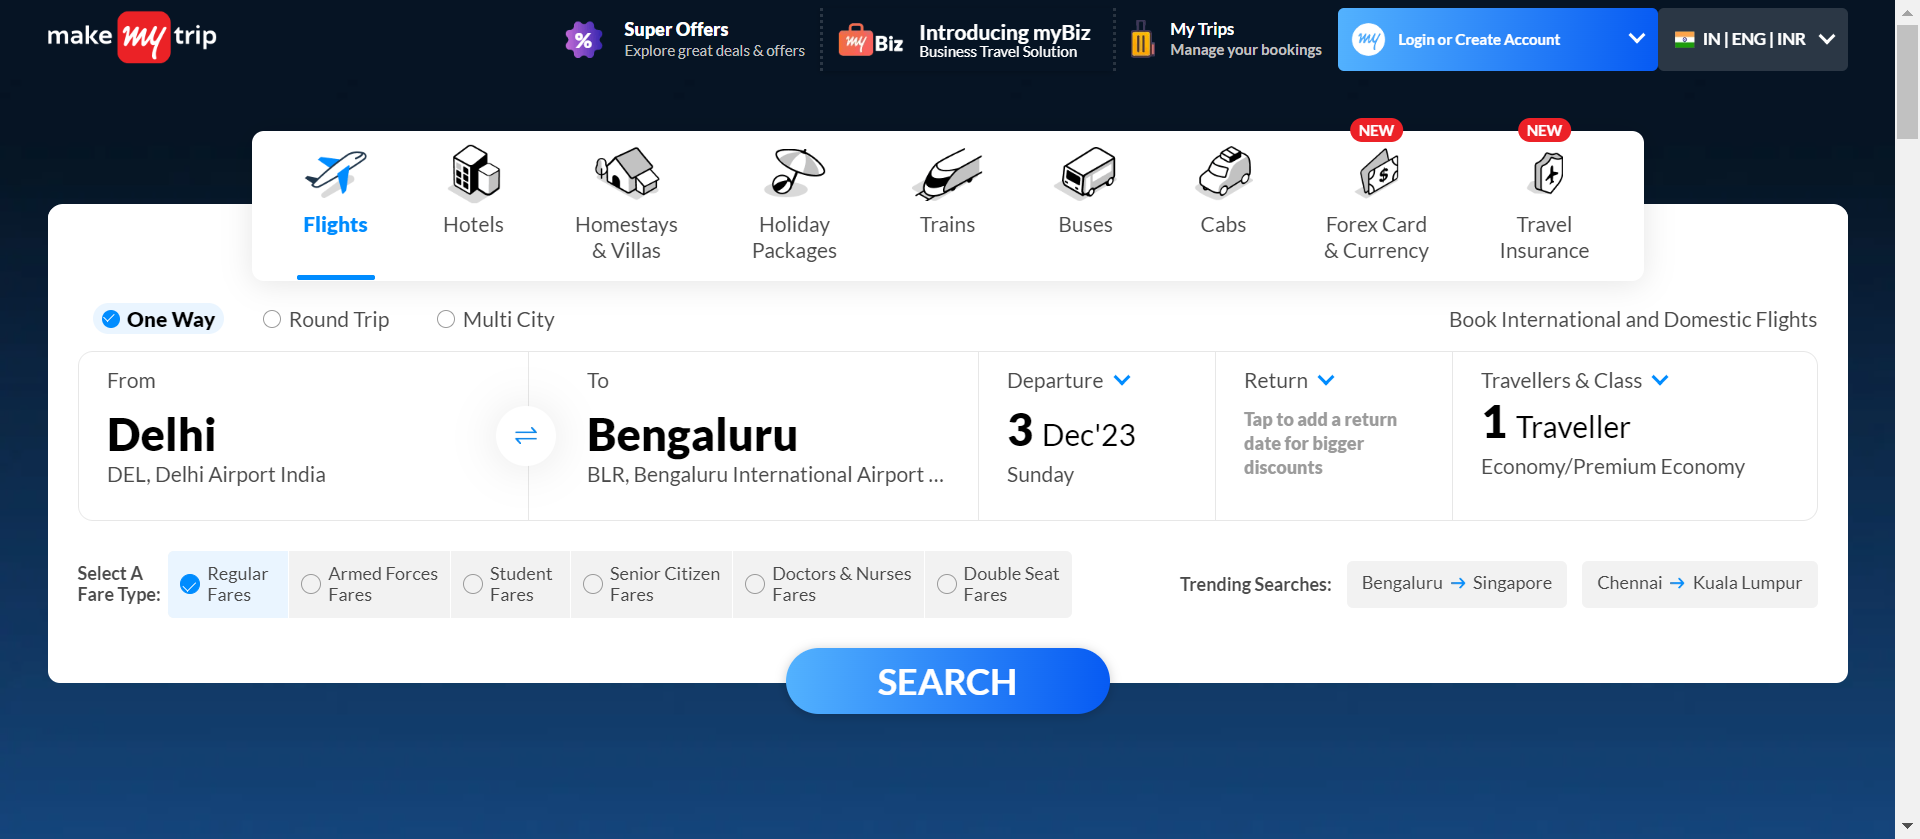 make my trip
%
Super Offers
Explore great deals & offers
my Biz
Introducing myBiz
Business Travel Solution
My Trips
Manage your bookings
my
Login or Create Account
IN | ENG | INR
NEW
NEW
Flights
Hotels
Homestays
& Villas
Holiday
Packages
Trains
Buses
Cabs
$
Forex Card
& Currency
Travel
Insurance
One Way
Round Trip
Multi City
Book International and Domestic Flights
From
Delhi
DEL, Delhi Airport India
To
Bengaluru
BLR, Bengaluru International Airport ...
Departure
3 Dec'23
Sunday
Return
Tap to add a return
date for bigger
discounts
Travellers & Class
1 Traveller
Economy/Premium Economy
Select A
Fare Type:
Regular
Fares
Armed Forces
Fares
Student
Fares
Senior Citizen
Fares
Doctors & Nurses
Fares
Double Seat
Fares
Trending Searches:
Bengaluru → Singapore
Chennai → Kuala Lumpur
SEARCH